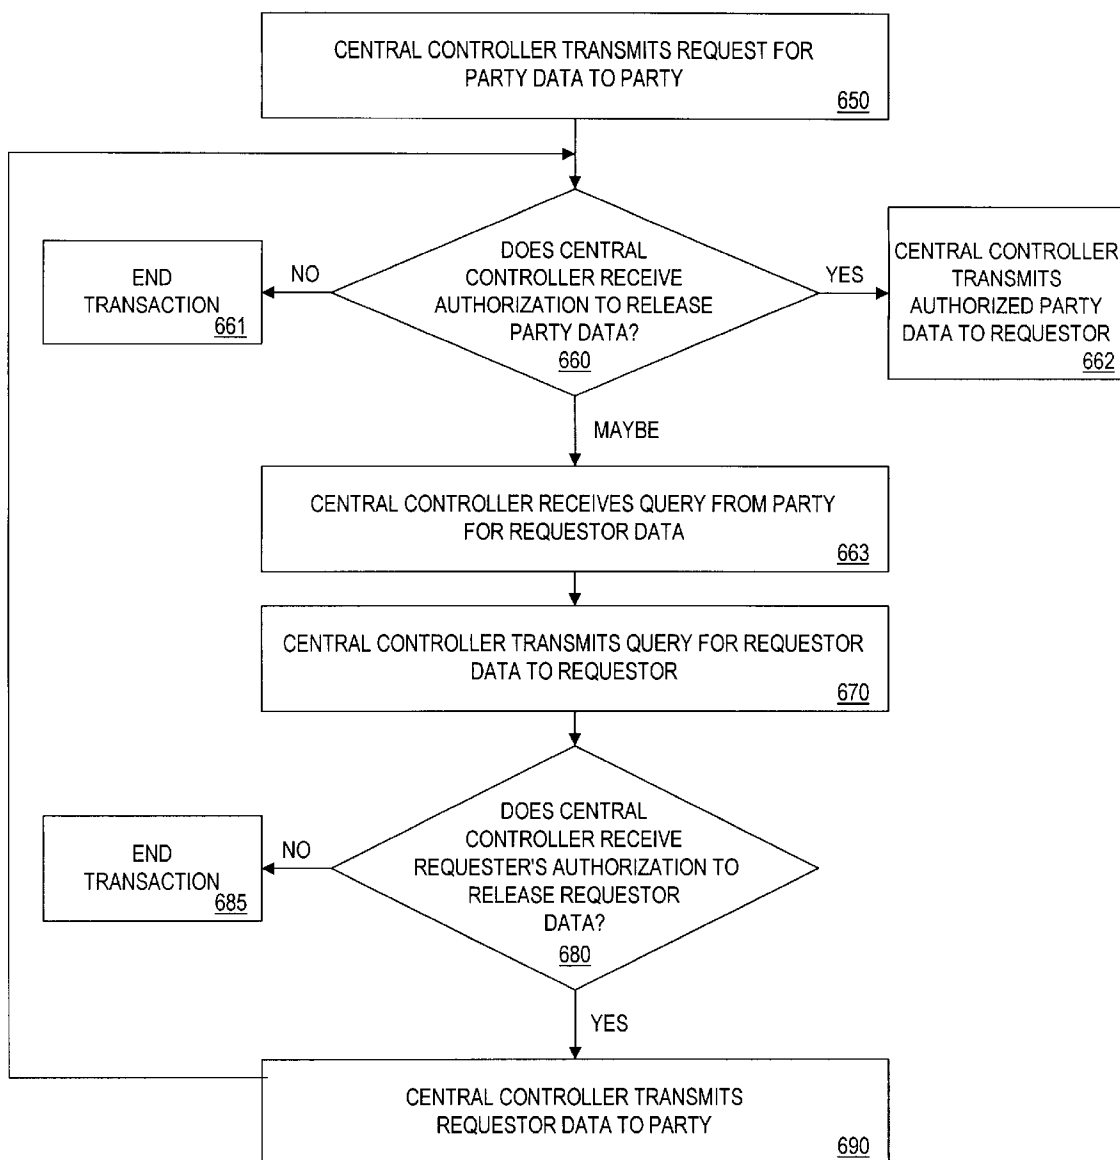 CENTRAL CONTROLLER TRANSMITS REQUEST FOR
PARTY DATA TO PARTY
650
DOES CENTRAL
CONTROLLER RECEIVE
AUTHORIZATION TO RELEASE
PARTY DATA?
660
NO
END
TRANSACTION
661
YES
CENTRAL CONTROLLER
TRANSMITS
AUTHORIZED PARTY
DATA TO REQUESTOR
662
MAYBE
CENTRAL CONTROLLER RECEIVES QUERY FROM PARTY
FOR REQUESTOR DATA
663
CENTRAL CONTROLLER TRANSMITS QUERY FOR REQUESTOR
DATA TO REQUESTOR
670
DOES CENTRAL
CONTROLLER RECEIVE
REQUESTER'S AUTHORIZATION TO
RELEASE REQUESTOR
DATA?
680
NO
END
TRANSACTION
685
YES
CENTRAL CONTROLLER TRANSMITS
REQUESTOR DATA TO PARTY
690